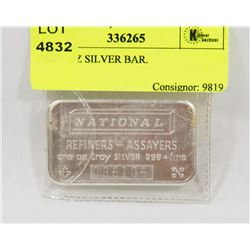 LOT
4832
336265
Z SILVER BAR.
Consignor: 9819
NATIONAL
REFINERS - ASSAYERS
one oz. troy SILVER 999+ fine